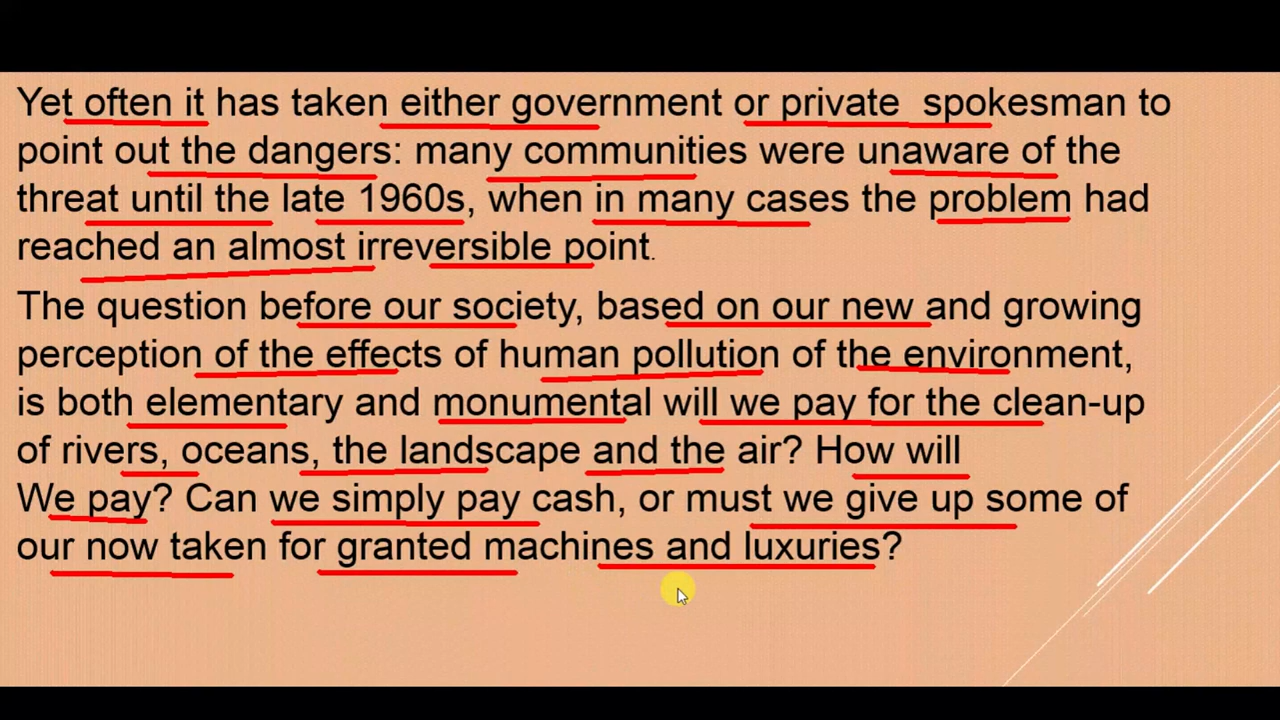 Yet often it has taken either government or private spokesman to
point out the dangers: many communities were unaware of the
threat until the late 1960s, when in many cases the problem had
reached an almost irreversible point.
The question before our society, based on our new and growing
perception of the effects of human pollution of the environment,
is both elementary and monumental will we pay for the clean-up
of rivers, oceans, the landscape and the air? How will
We pay? Can we simply pay cash, or must we give up some of
our now taken for granted machines and luxuries?